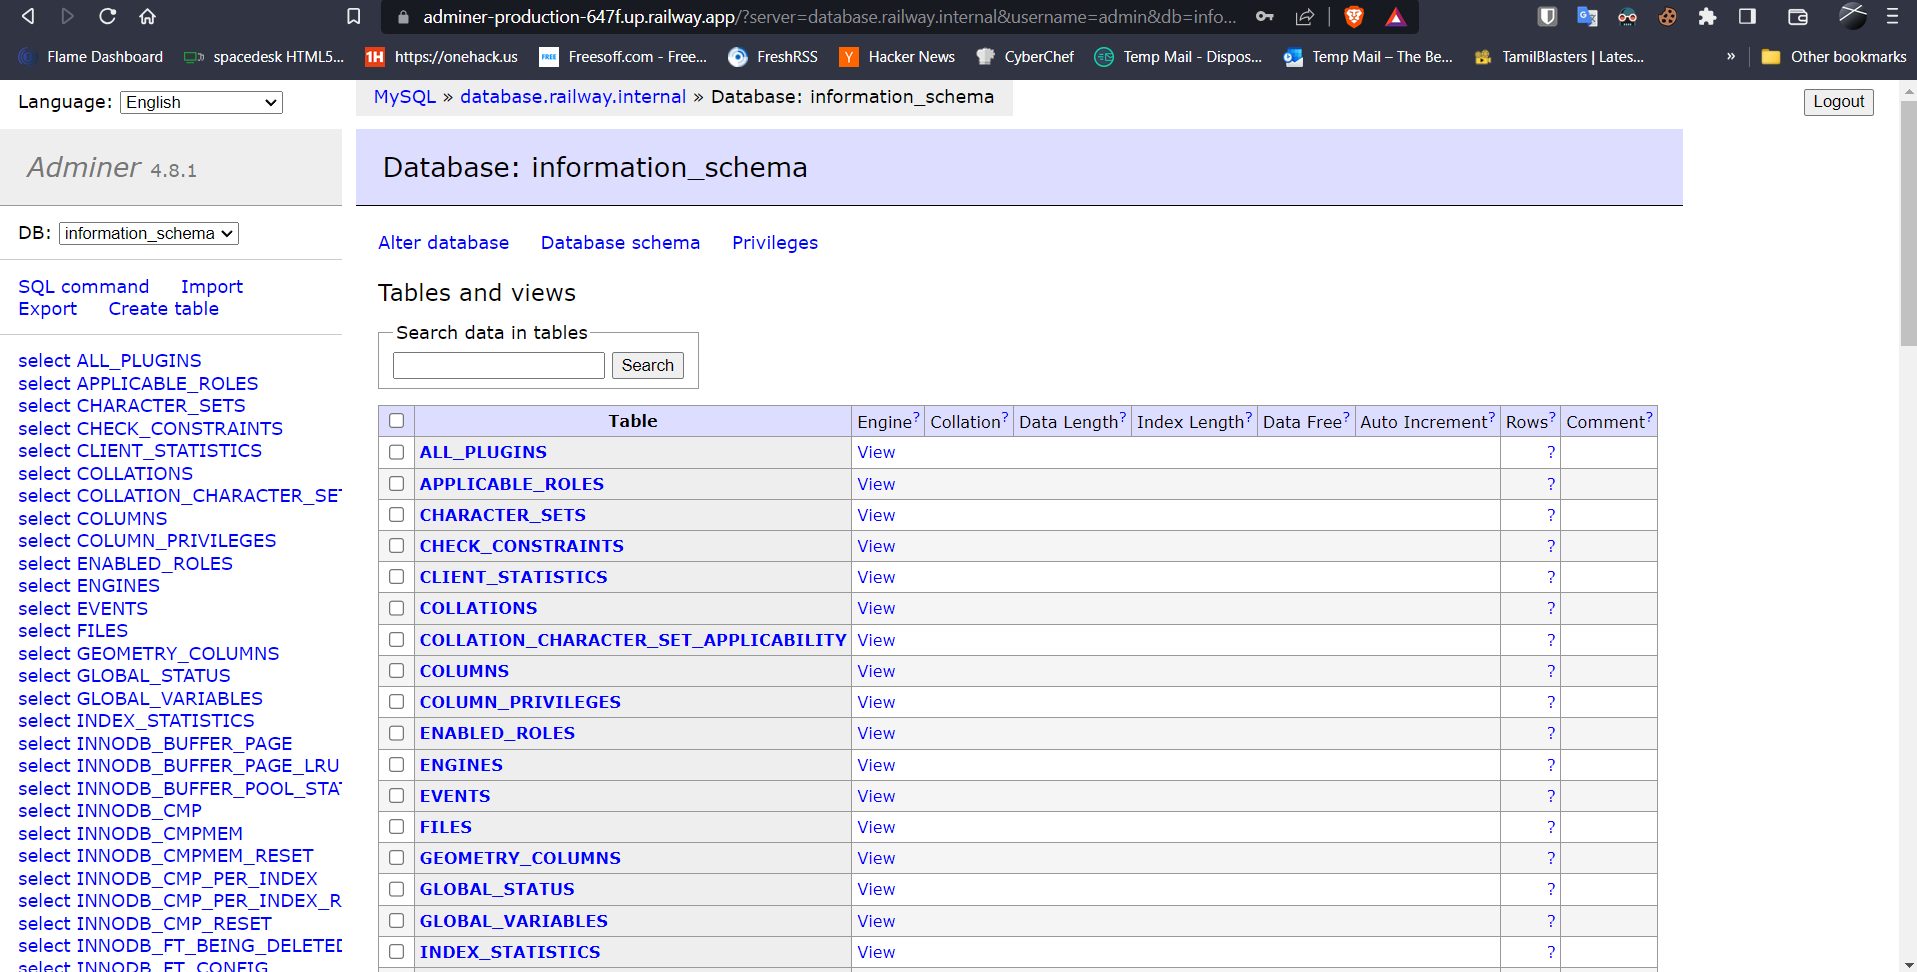 adminer-production-647f.up.railway.app/?server=database.railway.internal&username=admin&db=info...
Flame Dashboard
spacedesk HTML5...
1H https://onehack.us
FREE Freesoff.com - Free...
FreshRSS
Y Hacker News
CyberChef
Temp Mail - Dispos...
Temp Mail – The Be...
TamilBlasters | Lates...
»
Other bookmarks
Language: English
MySQL » database.railway.internal » Database: information_schema
Logout
Adminer 4.8.1
Database: information_schema
DB: information_schema
SQL command Import
Export Create table
select ALL_PLUGINS
select APPLICABLE_ROLES
select CHARACTER_SETS
select CHECK_CONSTRAINTS
select CLIENT_STATISTICS
select COLLATIONS
select COLLATION_CHARACTER_SET
select COLUMNS
select COLUMN_PRIVILEGES
select ENABLED_ROLES
select ENGINES
select EVENTS
select FILES
select GEOMETRY_COLUMNS
select GLOBAL_STATUS
select GLOBAL_VARIABLES
select INDEX_STATISTICS
select INNODB_BUFFER_PAGE
select INNODB_BUFFER_PAGE_LRU
select INNODB_BUFFER_POOL_STAT
select INNODB_CMP
select INNODB_CMPMEM
select INNODB_CMPMEM_RESET
select INNODB_CMP_PER_INDEX
select INNODB_CMP_PER_INDEX_R
select INNODB_CMP_RESET
select INNODB_FT_BEING_DELETED
select INNODB_FT_CONFIG
Alter database Database schema Privileges
Tables and views
Search data in tables
Search
Table Engine? Collation? Data Length? Index Length? Data Free? Auto Increment? Rows? Comment?
ALL_PLUGINS View ?
APPLICABLE_ROLES View ?
CHARACTER_SETS View ?
CHECK_CONSTRAINTS View ?
CLIENT_STATISTICS View ?
COLLATIONS View ?
COLLATION_CHARACTER_SET_APPLICABILITY View ?
COLUMNS View ?
COLUMN_PRIVILEGES View ?
ENABLED_ROLES View ?
ENGINES View ?
EVENTS View ?
FILES View ?
GEOMETRY_COLUMNS View ?
GLOBAL_STATUS View ?
GLOBAL_VARIABLES View ?
INDEX_STATISTICS View ?